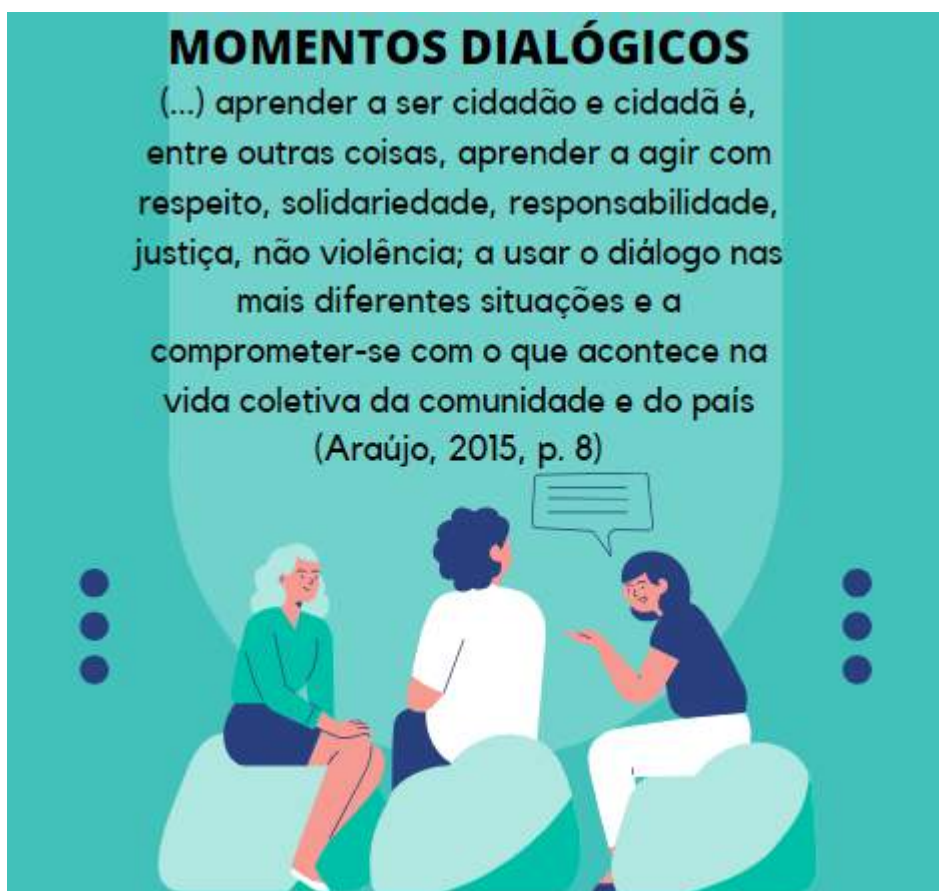 MOMENTOS DIALÓGICOS
(...) aprender a ser cidadão e cidadã é,
entre outras coisas, aprender a agir com
respeito, solidariedade, responsabilidade,
justiça, não violência; a usar o diálogo nas
mais diferentes situações e a
comprometer-se com o que acontece na
vida coletiva da comunidade e do país
(Araújo, 2015, p. 8)